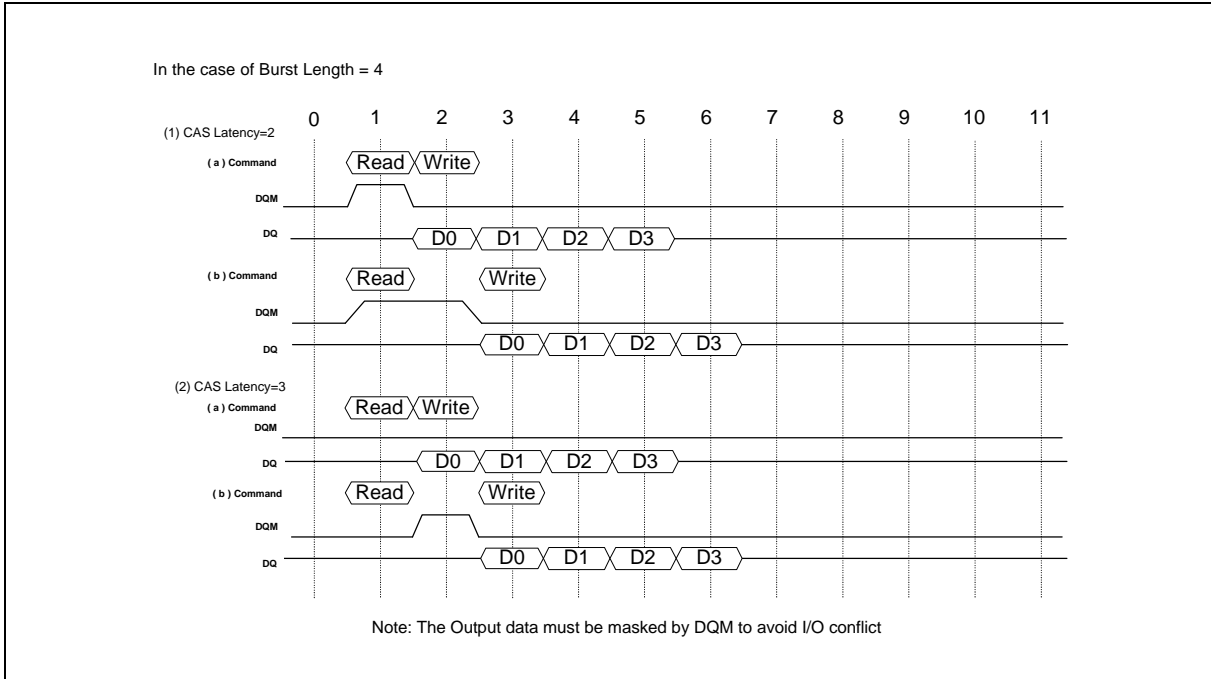 In the case of Burst Length = 4
0 1 2 3 4 5 6 7 8 9 10 11
(1) CAS Latency=2
( a ) Command Read Write
DQM
DQ D0 D1 D2 D3
( b ) Command Read Write
DQM
DQ D0 D1 D2 D3
(2) CAS Latency=3
( a ) Command Read Write
DQM
DQ D0 D1 D2 D3
( b ) Command Read Write
DQM
DQ D0 D1 D2 D3
Note: The Output data must be masked by DQM to avoid I/O conflict